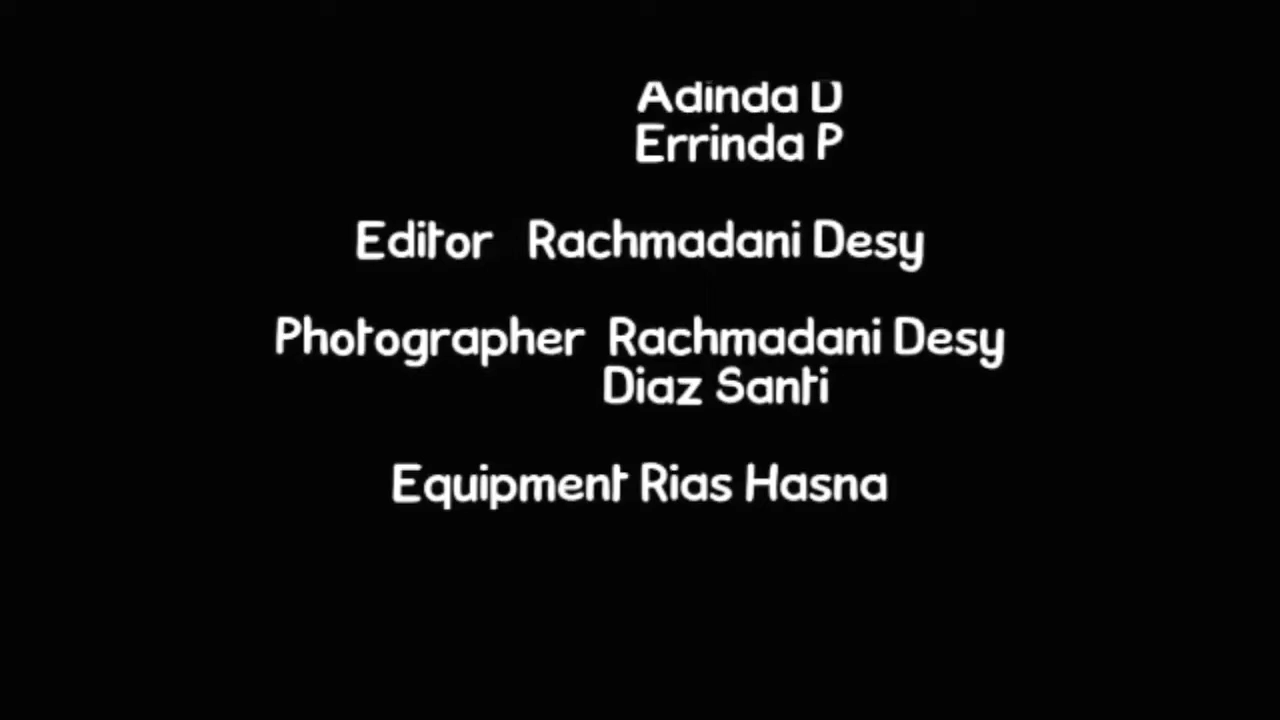 Adinda D
Errinda P
Editor Rachmadani Desy
Photographer Rachmadani Desy
Diaz Santi
Equipment Rias Hasna